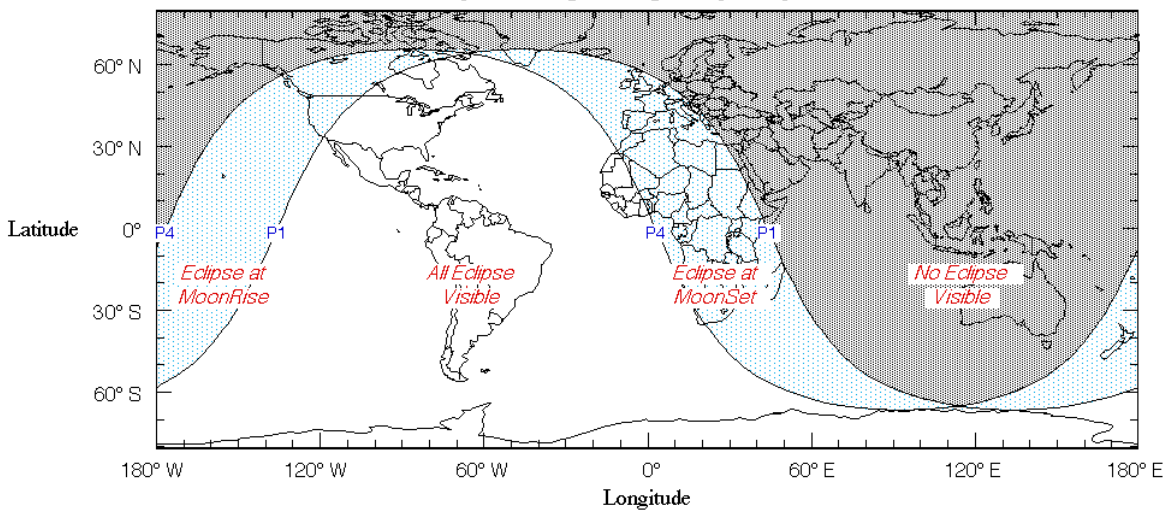 60° N
30° N
Latitude
0°
P4
P1
P4
P1
Eclipse at
MoonRise
All Eclipse
Visible
Eclipse at
MoonSet
No Eclipse
Visible
30° S
60° S
180° W
120° W
60° W
0°
60° E
120° E
180° E
Longitude